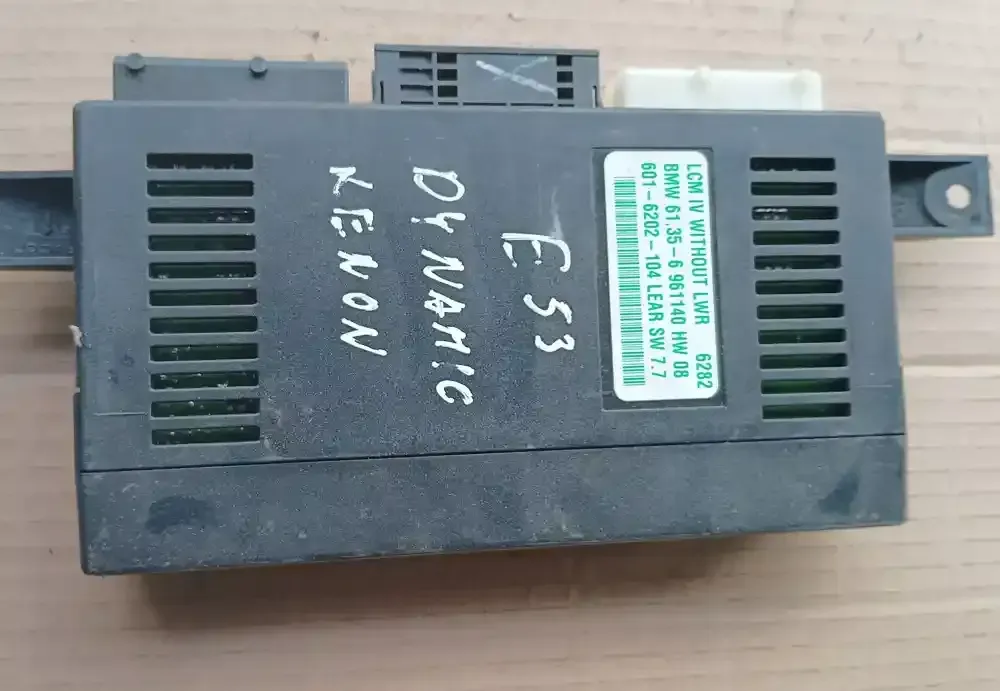 LCM IV WITHOUT LWR 6282
BMW 61.35-6 961140 HW 08
601-6202-104 LEAR SW 7.7
E 53
DYNAMIC
XENON